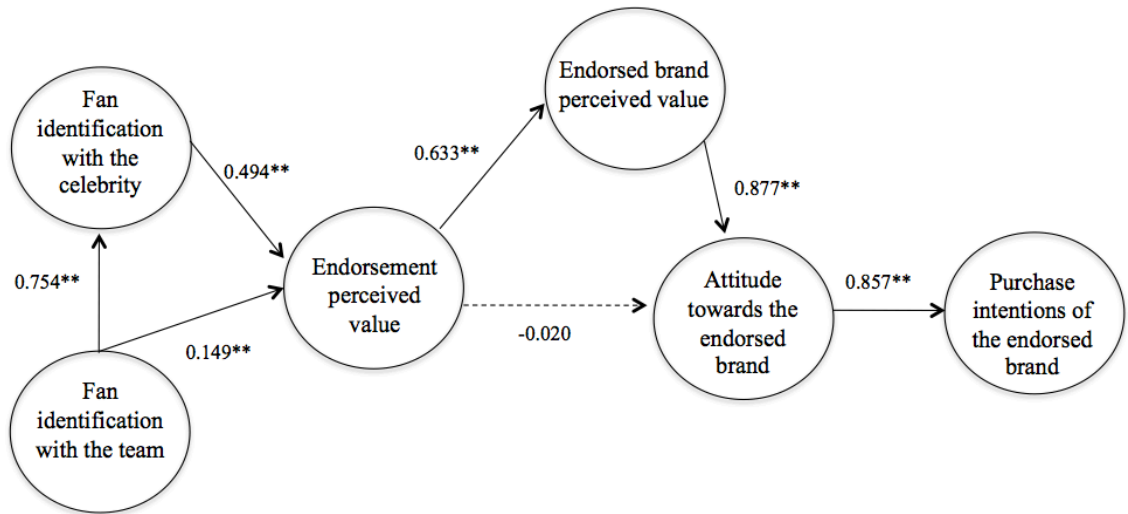 Fan
identification
with the
celebrity
0.494**
0.754**
Fan
identification
with the team
0.149**
Endorsement
perceived
value
0.633**
Endorsed brand
perceived value
0.877**
-0.020
Attitude
towards the
endorsed
brand
0.857**
Purchase
intentions of
the endorsed
brand